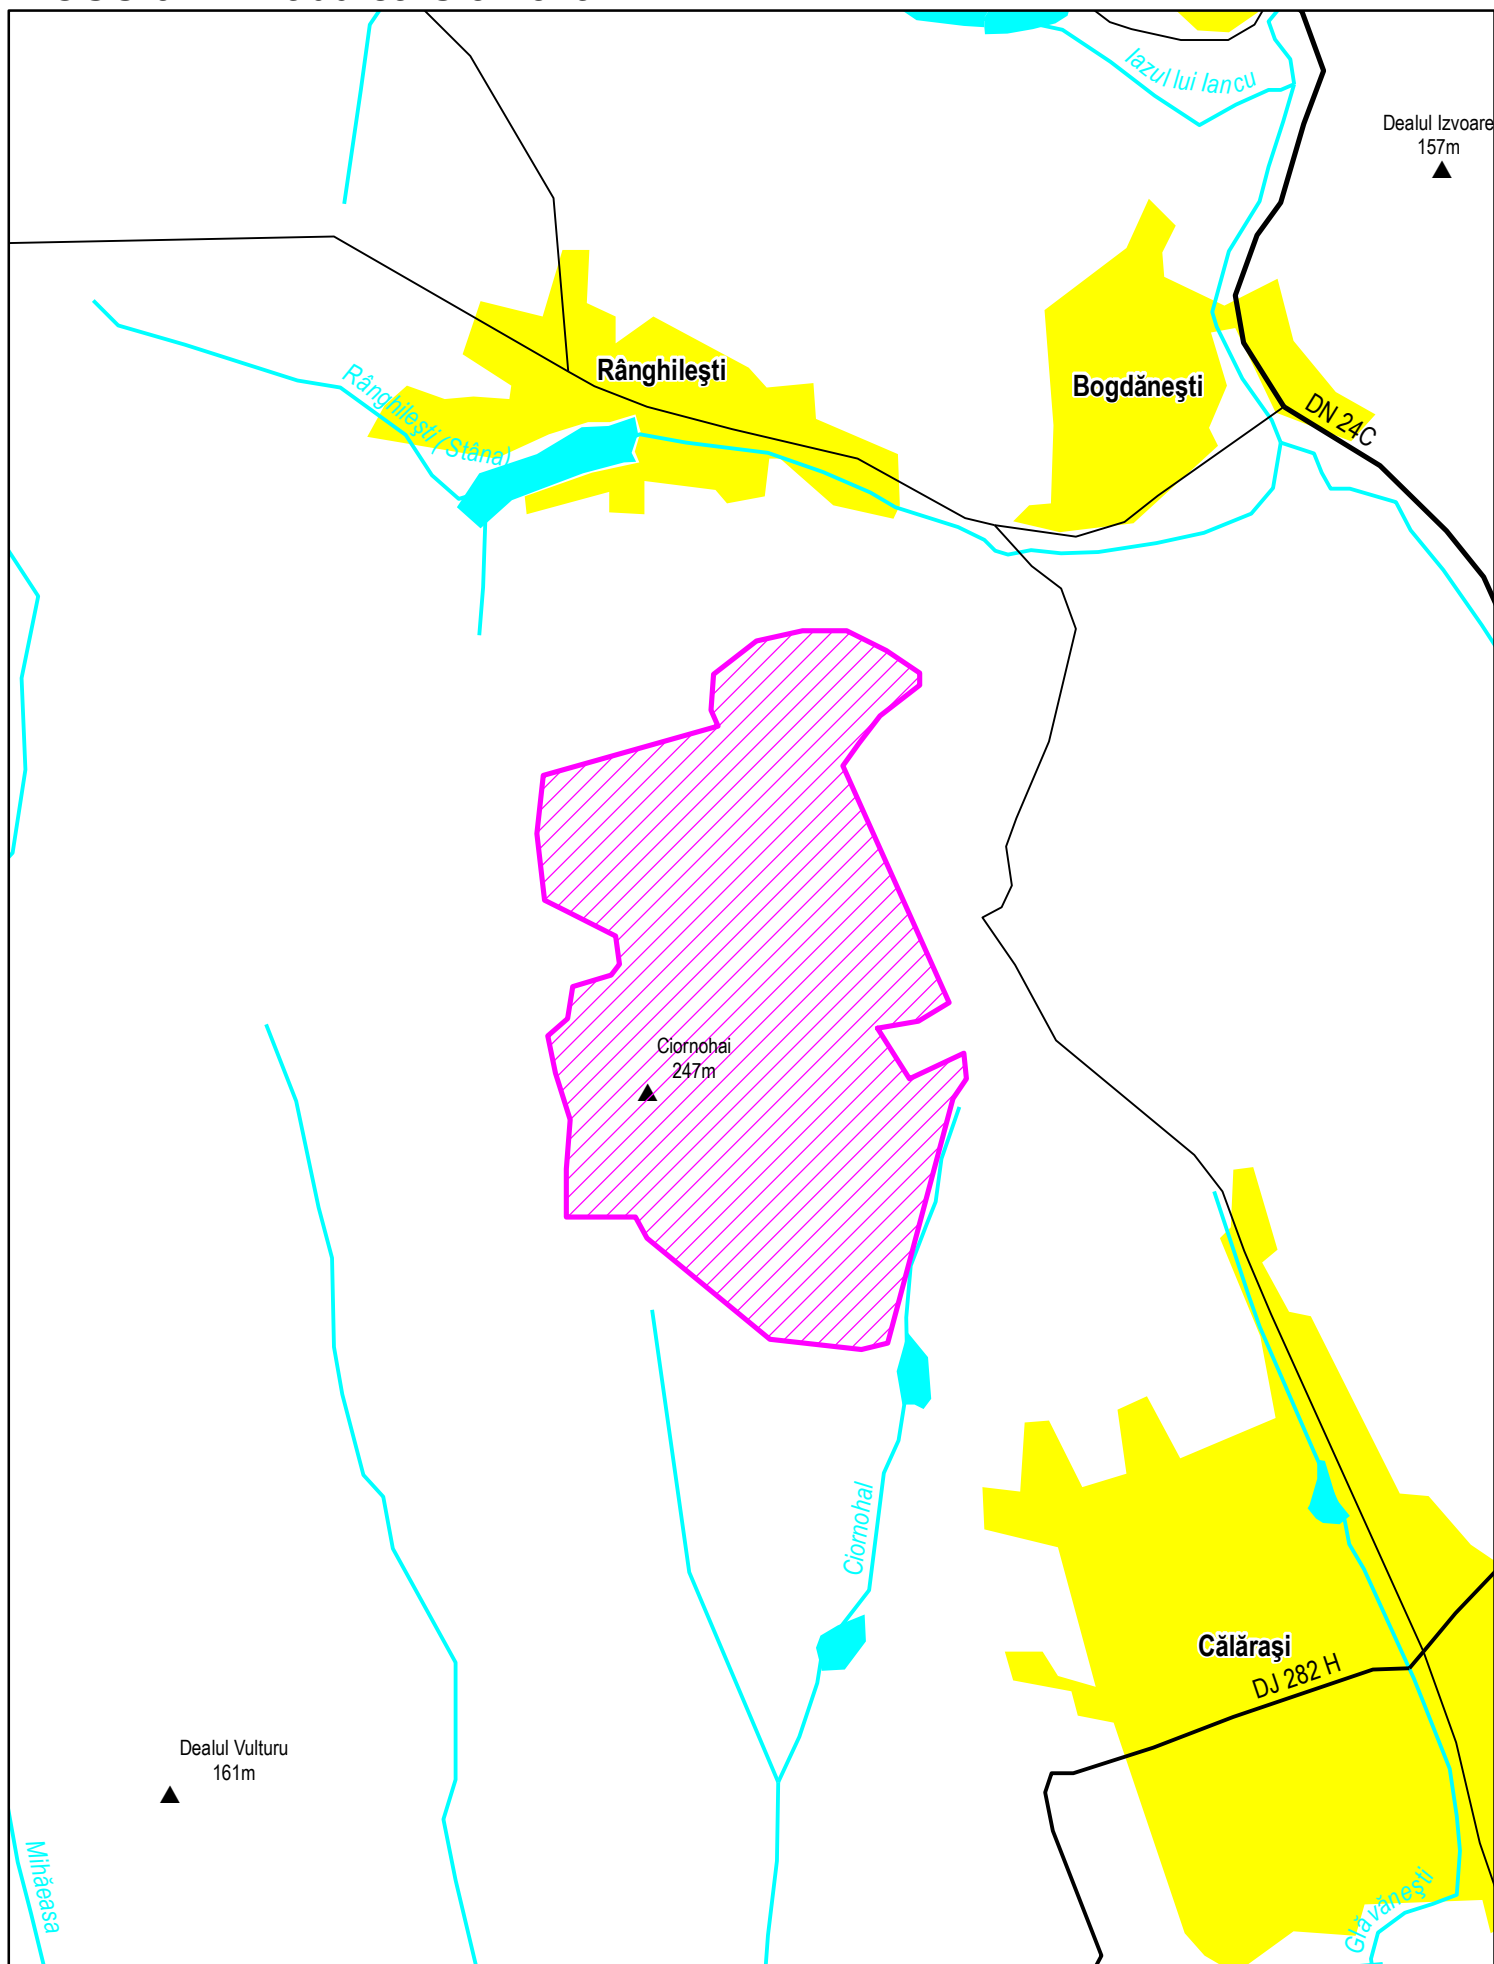 Iazul lui Iancu
Dealul Izvoare
157m
Rânghileşti
Bogdăneşti
DN 24C
Rânghileşti (Stâna)
Ciornohai
247m
Ciornohal
Călăraşi
DJ 282 H
Dealul Vulturu
161m
Mihăeasa
Glăvăneşti